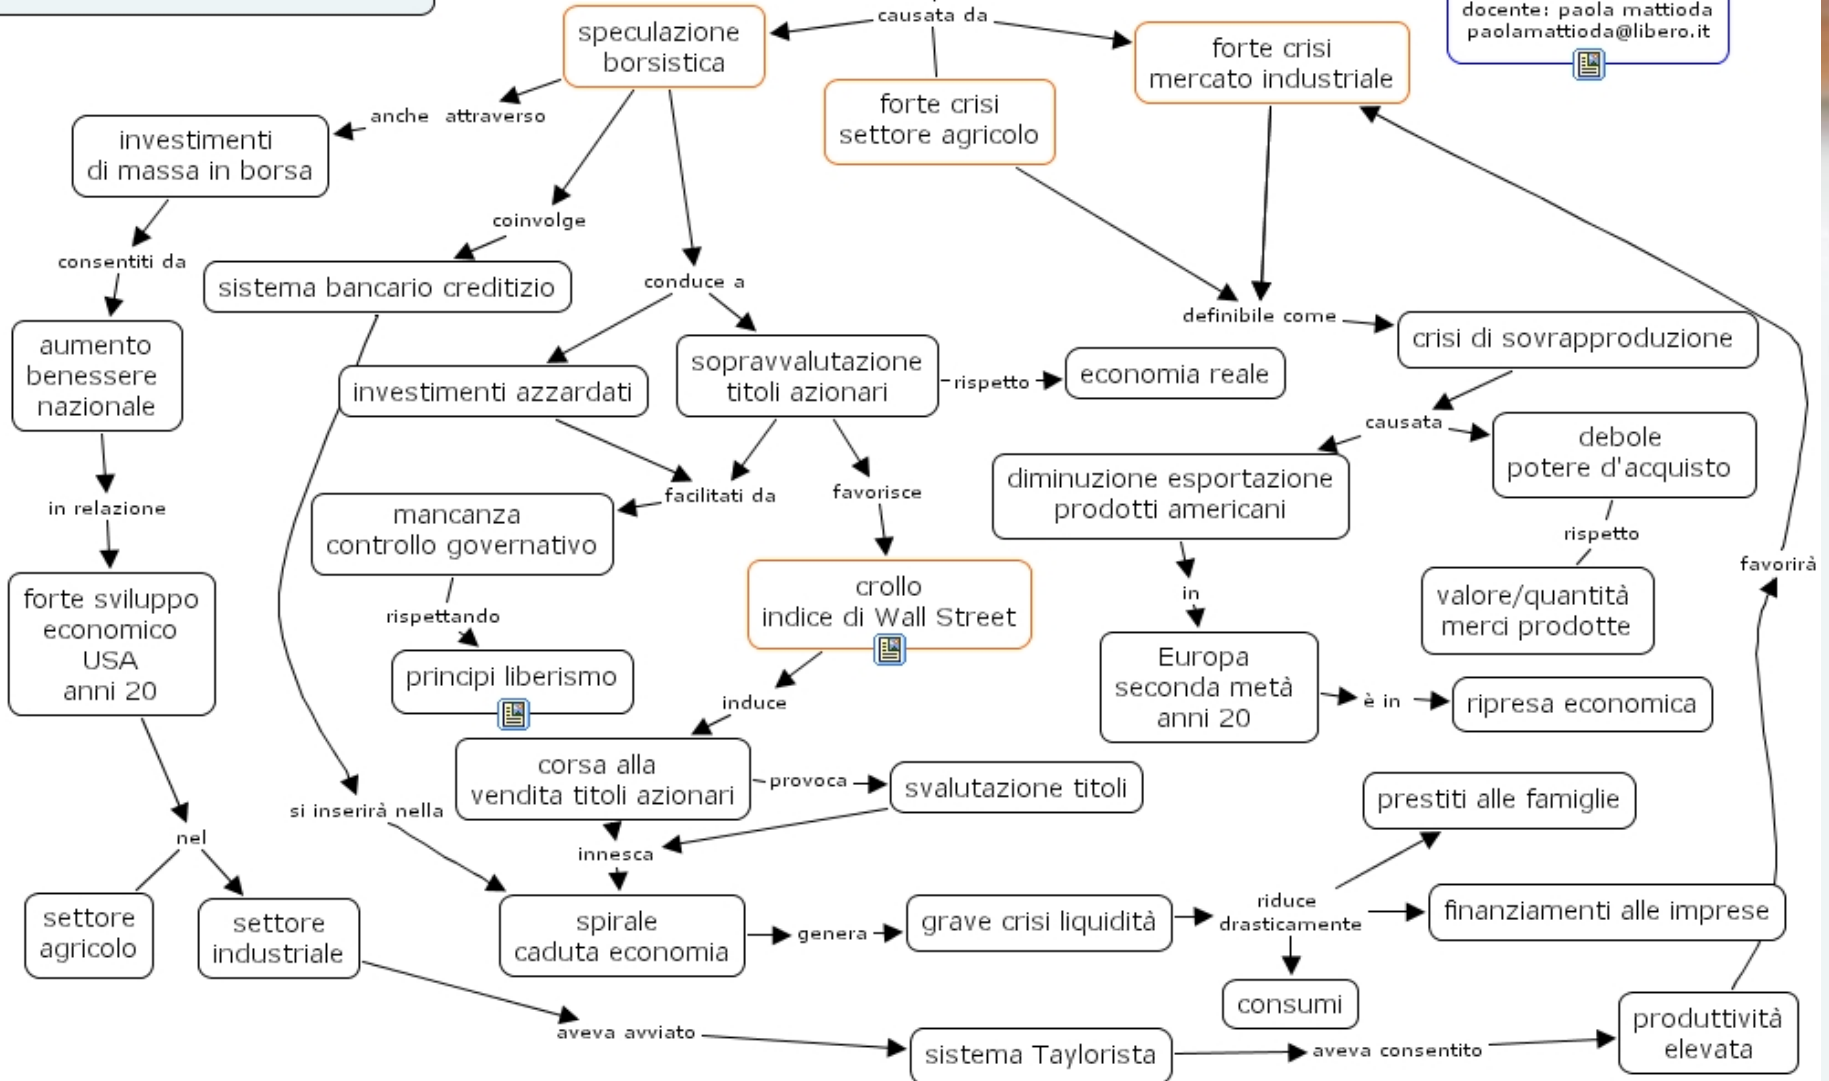 causata da
docente: paola mattioda
paolamattioda@libero.it
speculazione
borsistica
forte crisi
mercato industriale
forte crisi
settore agricolo
anche attraverso
investimenti
di massa in borsa
coinvolge
consentiti da
sistema bancario creditizio
conduce a
definibile come
crisi di sovrapproduzione
aumento
benessere
nazionale
investimenti azzardati
sopravvalutazione
titoli azionari
rispetto
economia reale
causata
debole
potere d'acquisto
diminuzione esportazione
prodotti americani
in relazione
facilitati da
favorisce
mancanza
controllo governativo
rispetto
favorirà
crollo
indice di Wall Street
in
valore/quantità
merci prodotte
forte sviluppo
economico
USA
anni 20
rispettando
principi liberismo
Europa
seconda metà
anni 20
è in
ripresa economica
induce
corsa alla
vendita titoli azionari
provoca
svalutazione titoli
prestiti alle famiglie
si inserirà nella
nel
innesca
settore
agricolo
settore
industriale
spirale
caduta economia
genera
grave crisi liquidità
riduce
drasticamente
finanziamenti alle imprese
consumi
aveva avviato
sistema Taylorista
aveva consentito
produttività
elevata